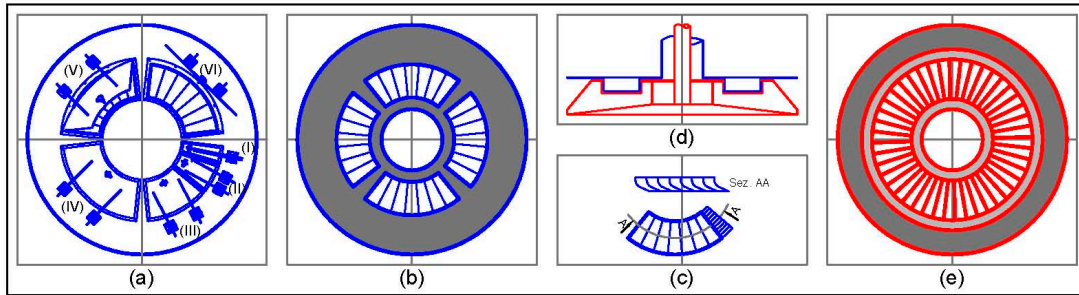 (V)
(VI)
(I)
(II)
(IV)
(III)
(a)
(b)
(d)
Sez. AA
A
A
(c)
(e)